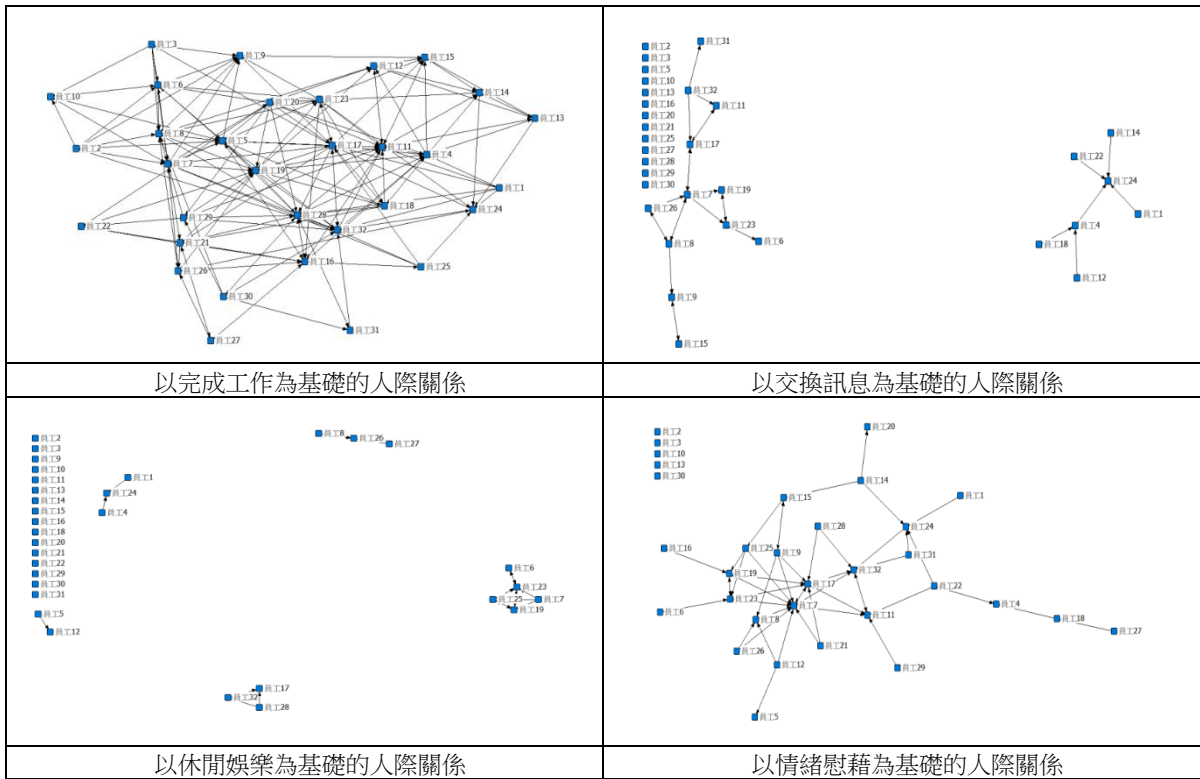 員工3
員工9
員工15
員工12
員工6
員工10
員工14
員工20
員工23
員工13
員工8
員工5
員工17
員工11
員工2
員工4
員工7
員工19
員工1
員工18
員工24
員工29
員工28
員工22
員工32
員工21
員工16
員工25
員工26
員工30
員工31
員工27
以完成工作為基礎的人際關係
員工2
員工3
員工5
員工10
員工13
員工16
員工20
員工21
員工25
員工27
員工28
員工29
員工30
員工31
員工32
員工11
員工17
員工7
員工19
員工26
員工23
員工8
員工6
員工9
員工15
員工14
員工22
員工24
員工1
員工4
員工18
員工12
以交換訊息為基礎的人際關係
員工2
員工3
員工9
員工10
員工11
員工13
員工14
員工15
員工16
員工18
員工20
員工21
員工22
員工29
員工30
員工31
員工8
員工26
員工27
員工1
員工24
員工4
員工6
員工23
員工25
員工7
員工19
員工5
員工12
員工17
員工32
員工28
以休閒娛樂為基礎的人際關係
員工2
員工3
員工10
員工13
員工30
員工20
員工14
員工15
員工1
員工28
員工24
員工16
員工25
員工9
員工31
員工19
員工32
員工17
員工22
員工23
員工7
員工4
員工6
員工8
員工11
員工18
員工27
員工26
員工21
員工12
員工29
員工5
以情緒慰藉為基礎的人際關係